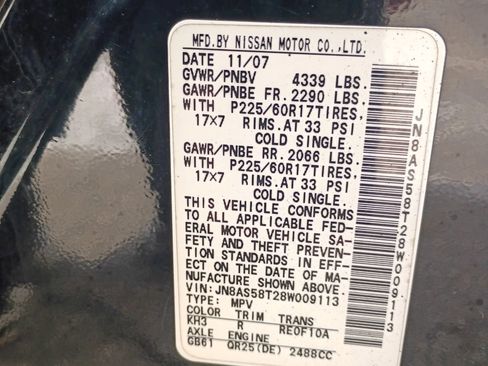 MFD.BY NISSAN MOTOR CO.,LTD.
DATE 11/07
GVWR/PNBV 4339 LBS.
GAWR/PNBE FR. 2290 LBS.
WITH P225/60R17TIRES,
17X7 RIMS.AT 33 PSI
COLD SINGLE.
GAWR/PNBE RR. 2066 LBS.
WITH P225/60R17TIRES,
17X7 RIMS.AT 33 PSI
COLD SINGLE.
THIS VEHICLE CONFORMS
TO ALL APPLICABLE FED-
ERAL MOTOR VEHICLE SA-
FETY AND THEFT PREVEN-
TION STANDARDS IN EFF-
ECT ON THE DATE OF MA-
NUFACTURE SHOWN ABOVE.
VIN: JN8AS58T28W009113
TYPE: MPV
COLOR TRIM TRANS
KH3 R RE0F10A
AXLE ENGINE
GB61 QR25(DE) 2488CC
JN8AS58T28W009113